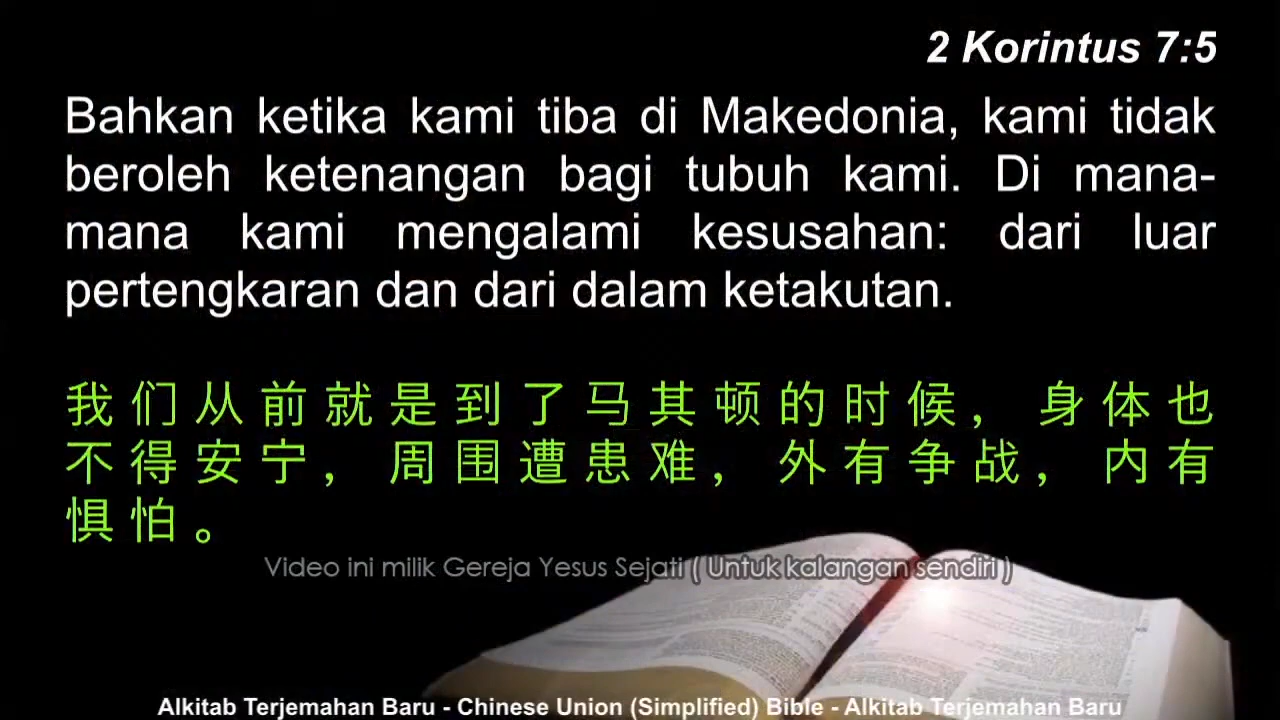 2 Korintus 7:5
Bahkan ketika kami tiba di Makedonia, kami tidak
beroleh ketenangan bagi tubuh kami. Di mana-
mana kami mengalami kesusahan: dari luar
pertengkaran dan dari dalam ketakutan.
我们从前就是到了马其顿的时候，身体也
不得安宁，周围遭患难，外有争战，内有
惧怕。
Video ini milik Gereja Yesus Sejati ( Untuk kalangan sendiri )
Alkitab Terjemahan Baru - Chinese Union (Simplified) Bible - Alkitab Terjemahan Baru